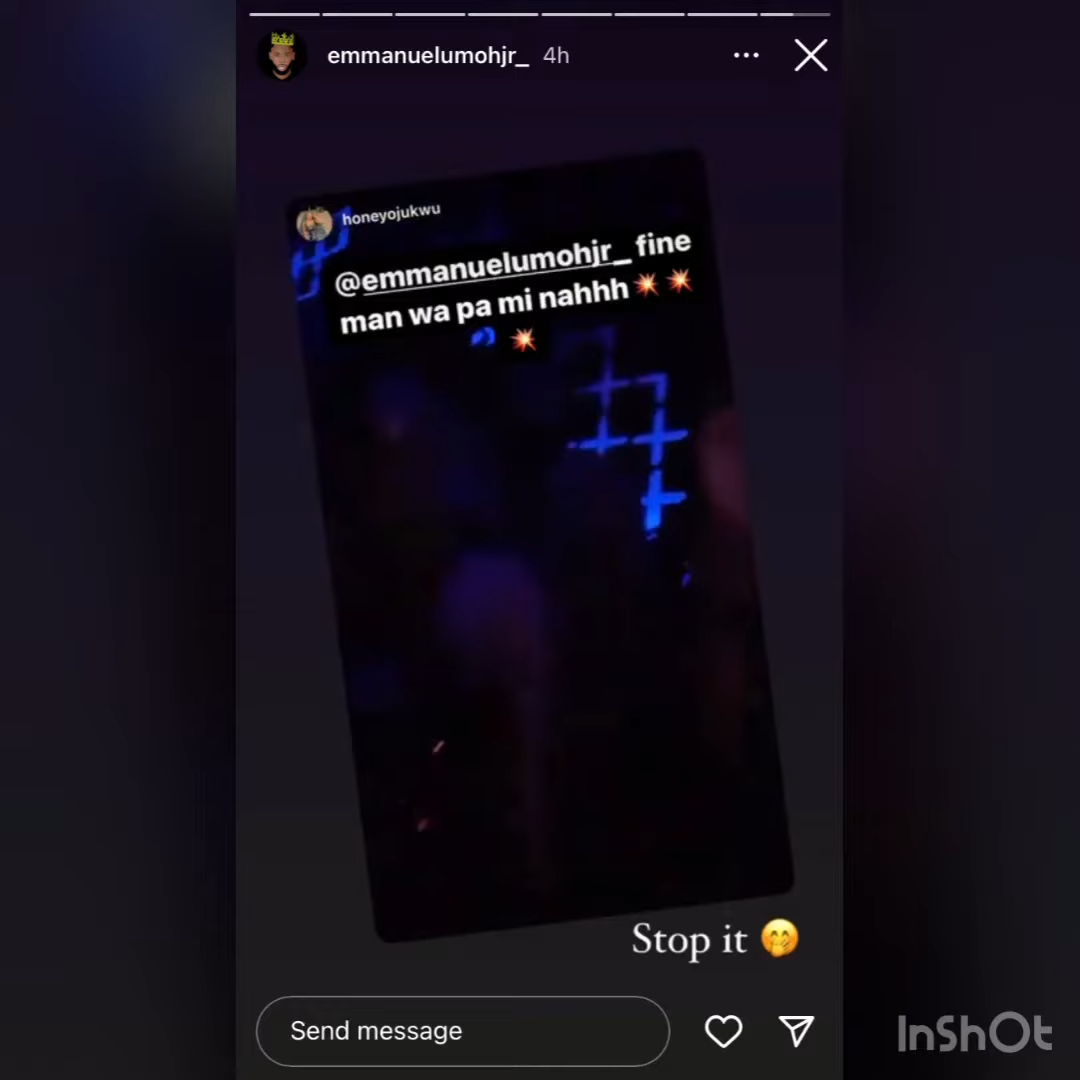 emmanuelumohjr_ 4h
honeyojukwu
@emmanuelumohjr_ fine
man wa pa mi nahhh💥💥
💥
Stop it 🤭
Send message
InShOt